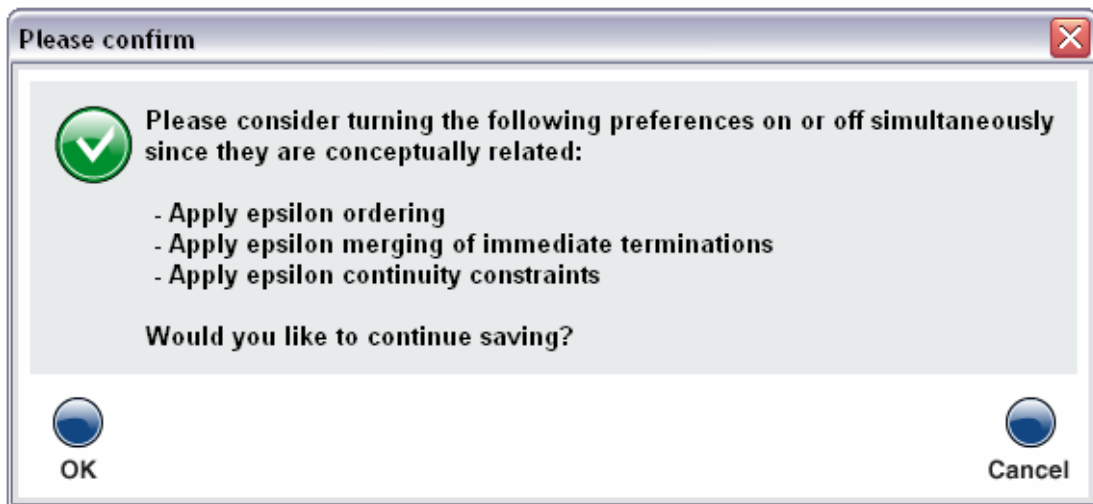 Please confirm
Please consider turning the following preferences on or off simultaneously
since they are conceptually related:
- Apply epsilon ordering
- Apply epsilon merging of immediate terminations
- Apply epsilon continuity constraints
Would you like to continue saving?
OK
Cancel